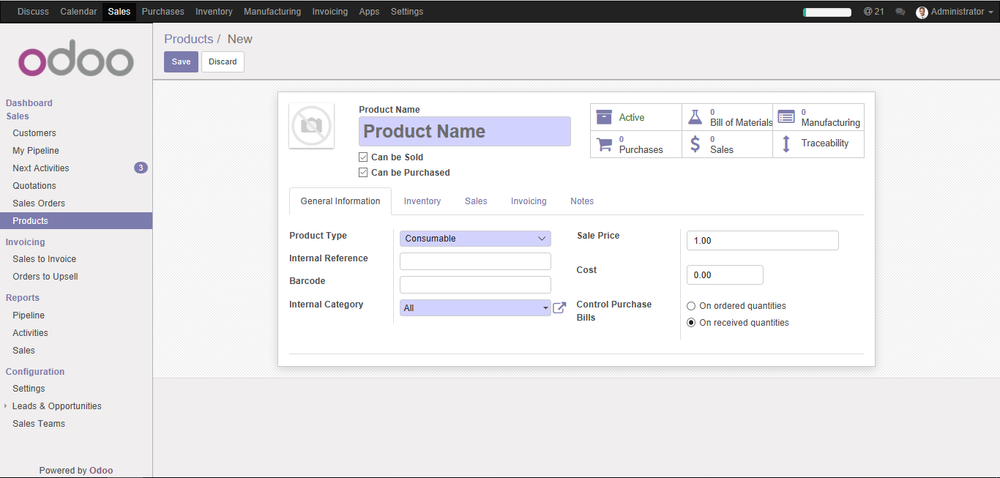 Discuss Calendar Sales Purchases Inventory Manufacturing Invoicing Apps Settings @ 21 Administrator
odoo
Dashboard
Sales
Customers
My Pipeline
Next Activities 3
Quotations
Sales Orders
Products
Invoicing
Sales to Invoice
Orders to Upsell
Reports
Pipeline
Activities
Sales
Configuration
Settings
Leads & Opportunities
Sales Teams
Powered by Odoo
Products / New
Save Discard
Product Name
Product Name
Can be Sold
Can be Purchased
Active
0
Bill of Materials
0
Manufacturing
0
Purchases
0
Sales
Traceability
General Information Inventory Sales Invoicing Notes
Product Type Consumable
Internal Reference
Barcode
Internal Category All
Sale Price 1.00
Cost 0.00
Control Purchase
Bills
On ordered quantities
On received quantities